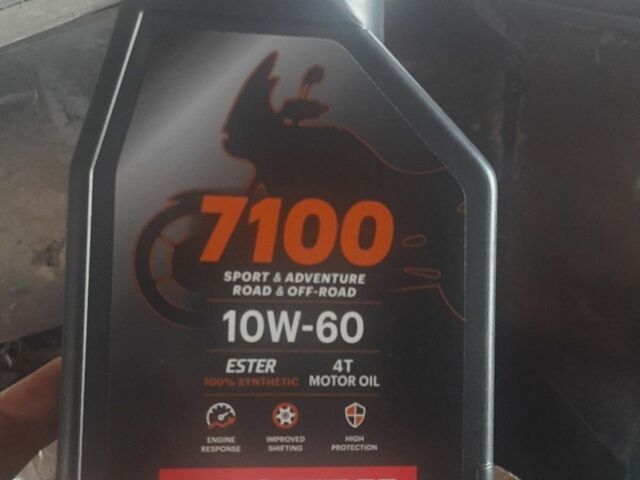 7100
SPORT & ADVENTURE
ROAD & OFF-ROAD
10W-60
ESTER
100% SYNTHETIC
4T
MOTOR OIL
ENGINE
RESPONSE
IMPROVED
SHIFTING
HIGH
PROTECTION